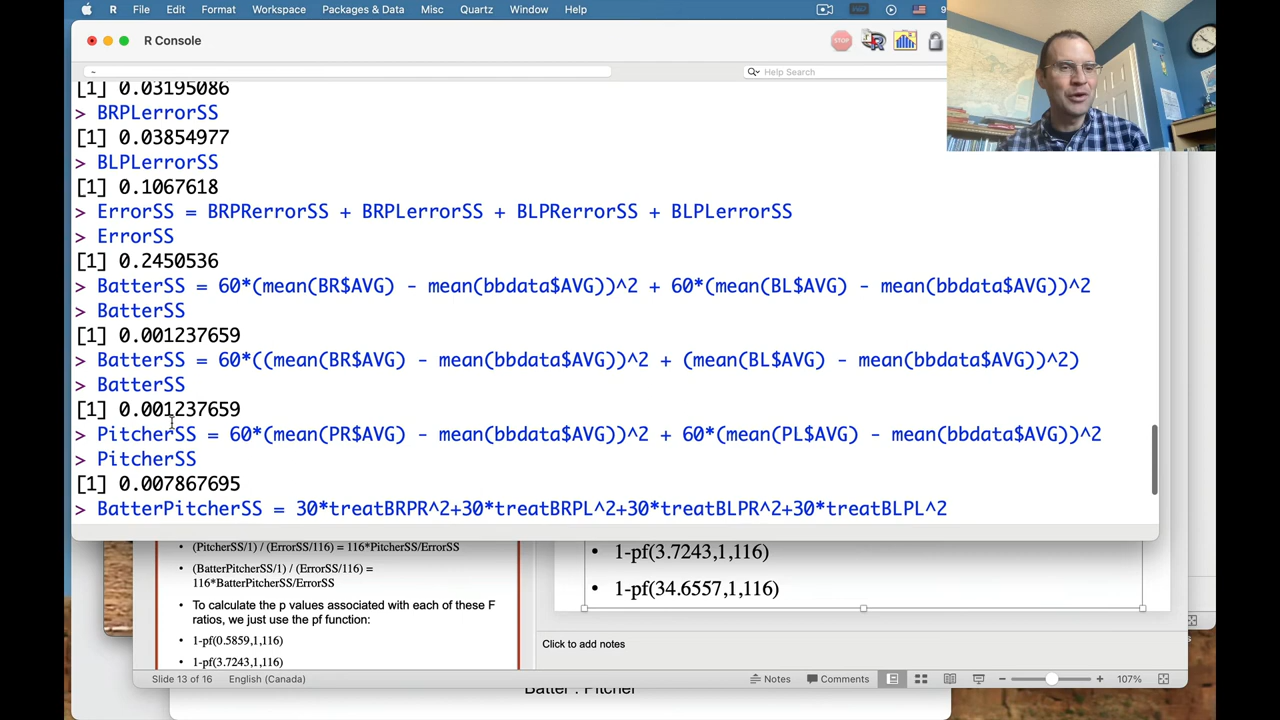 R File Edit Format Workspace Packages & Data Misc Quartz Window Help
R Console
STOP
~
Help Search
[1] 0.03195086
> BRPLerrorSS
[1] 0.03854977
> BLPLerrorSS
[1] 0.1067618
> ErrorSS = BRPRerrorSS + BRPLerrorSS + BLPRerrorSS + BLPLerrorSS
> ErrorSS
[1] 0.2450536
> BatterSS = 60*(mean(BR$AVG) - mean(bbdata$AVG))^2 + 60*(mean(BL$AVG) - mean(bbdata$AVG))^2
> BatterSS
[1] 0.001237659
> BatterSS = 60*((mean(BR$AVG) - mean(bbdata$AVG))^2 + (mean(BL$AVG) - mean(bbdata$AVG))^2)
> BatterSS
[1] 0.001237659
> PitcherSS = 60*(mean(PR$AVG) - mean(bbdata$AVG))^2 + 60*(mean(PL$AVG) - mean(bbdata$AVG))^2
> PitcherSS
[1] 0.007867695
> BatterPitcherSS = 30*treatBRPR^2+30*treatBRPL^2+30*treatBLPR^2+30*treatBLPL^2
• (PitcherSS/1) / (ErrorSS/116) = 116*PitcherSS/ErrorSS
• (BatterPitcherSS/1) / (ErrorSS/116) =
116*BatterPitcherSS/ErrorSS
• To calculate the p values associated with each of these F
ratios, we just use the pf function:
• 1-pf(0.5859,1,116)
• 1-pf(3.7243,1,116)
• 1-pf(3.7243,1,116)
• 1-pf(34.6557,1,116)
Click to add notes
Slide 13 of 16 English (Canada) Notes Comments 107%
Batter : Pitcher